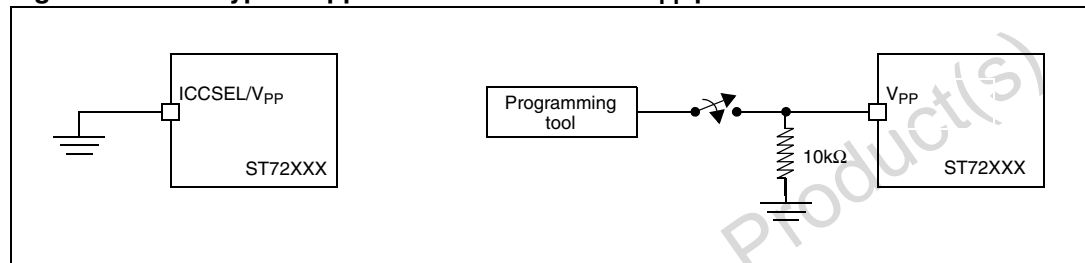 ICCSEL/VPP
ST72XXX
Programming
tool
VPP
10kΩ
ST72XXX
Product(s)